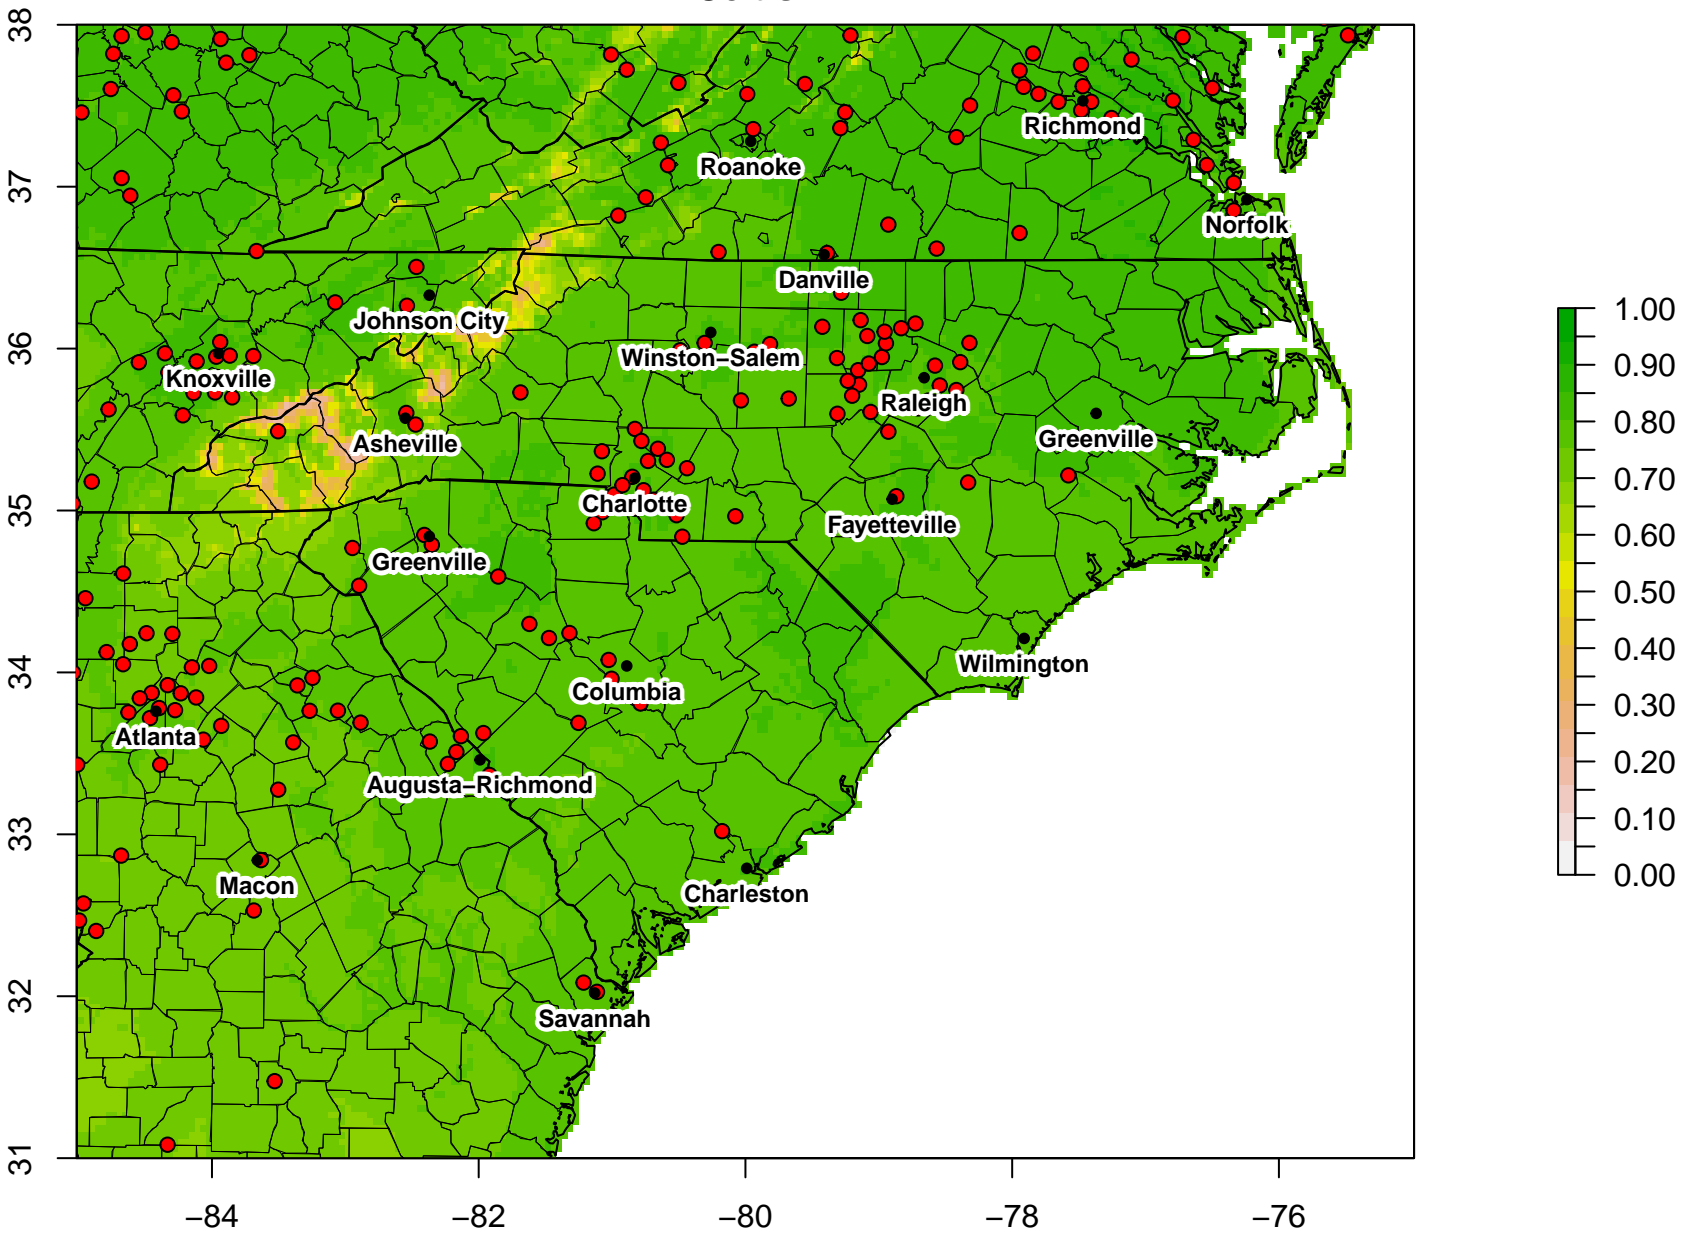 38
37
36
35
34
33
32
31
Richmond
Roanoke
Norfolk
Danville
Johnson City
Winston–Salem
Knoxville
Raleigh
Asheville
Greenville
Charlotte
Fayetteville
Greenville
Wilmington
Columbia
Atlanta
Augusta–Richmond
Macon
Charleston
Savannah
–84
–82
–80
–78
–76
1.00
0.90
0.80
0.70
0.60
0.50
0.40
0.30
0.20
0.10
0.00